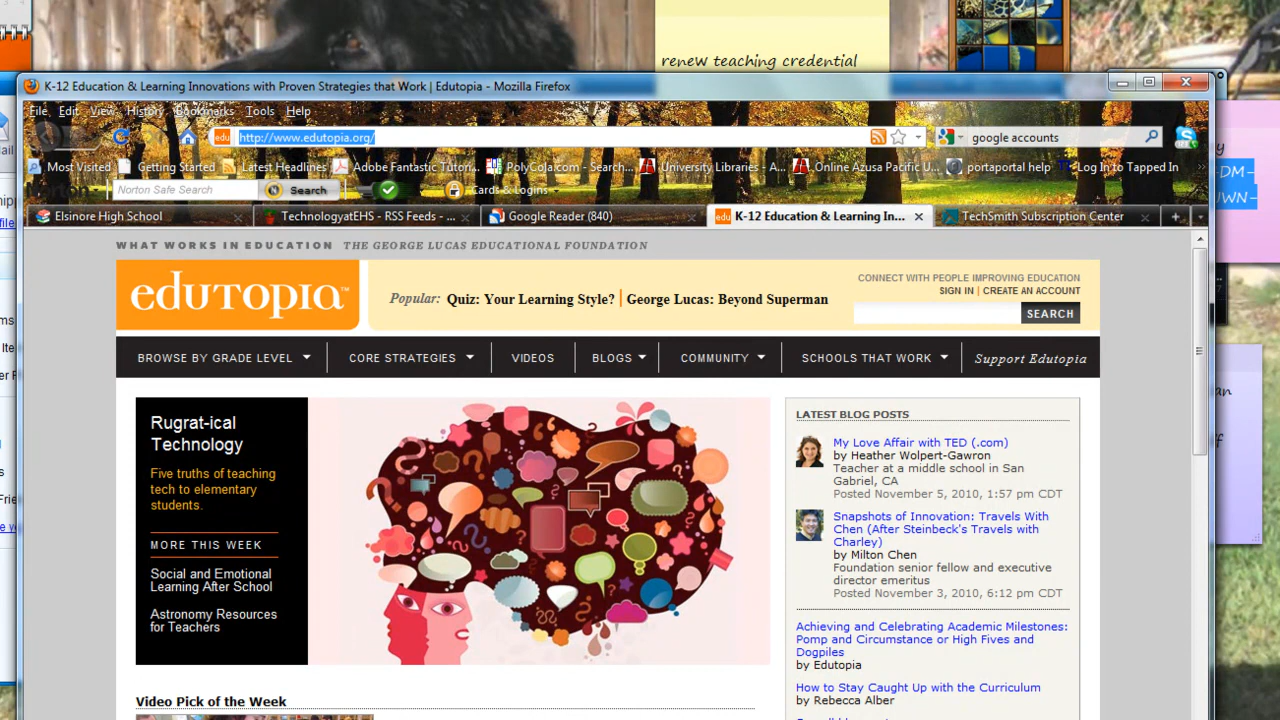 renew teaching credential
K-12 Education & Learning Innovations with Proven Strategies that Work | Edutopia - Mozilla Firefox
File Edit View History Bookmarks Tools Help
http://www.edutopia.org/
google accounts
Most Visited Getting Started Latest Headlines Adobe Fantastic Tutor... PolyCola.com - Search... University Libraries - A... Online Azusa Pacific U... portaportal help Log In to Tapped In
Norton Safe Search Search Cards & Logins
Elsinore High School TechnologyatEHS - RSS Feeds - ... Google Reader (840) K-12 Education & Learning In... TechSmith Subscription Center
WHAT WORKS IN EDUCATION THE GEORGE LUCAS EDUCATIONAL FOUNDATION
edutopia™
Popular: Quiz: Your Learning Style? | George Lucas: Beyond Superman
CONNECT WITH PEOPLE IMPROVING EDUCATION
SIGN IN | CREATE AN ACCOUNT
SEARCH
BROWSE BY GRADE LEVEL CORE STRATEGIES VIDEOS BLOGS COMMUNITY SCHOOLS THAT WORK Support Edutopia
Rugrat-ical
Technology
Five truths of teaching
tech to elementary
students.
MORE THIS WEEK
Social and Emotional
Learning After School
Astronomy Resources
for Teachers
Video Pick of the Week
LATEST BLOG POSTS
My Love Affair with TED (.com)
by Heather Wolpert-Gawron
Teacher at a middle school in San
Gabriel, CA
Posted November 5, 2010, 1:57 pm CDT
Snapshots of Innovation: Travels With
Chen (After Steinbeck's Travels with
Charley)
by Milton Chen
Foundation senior fellow and executive
director emeritus
Posted November 3, 2010, 6:12 pm CDT
Achieving and Celebrating Academic Milestones:
Pomp and Circumstance or High Fives and
Dogpiles
by Edutopia
How to Stay Caught Up with the Curriculum
by Rebecca Alber